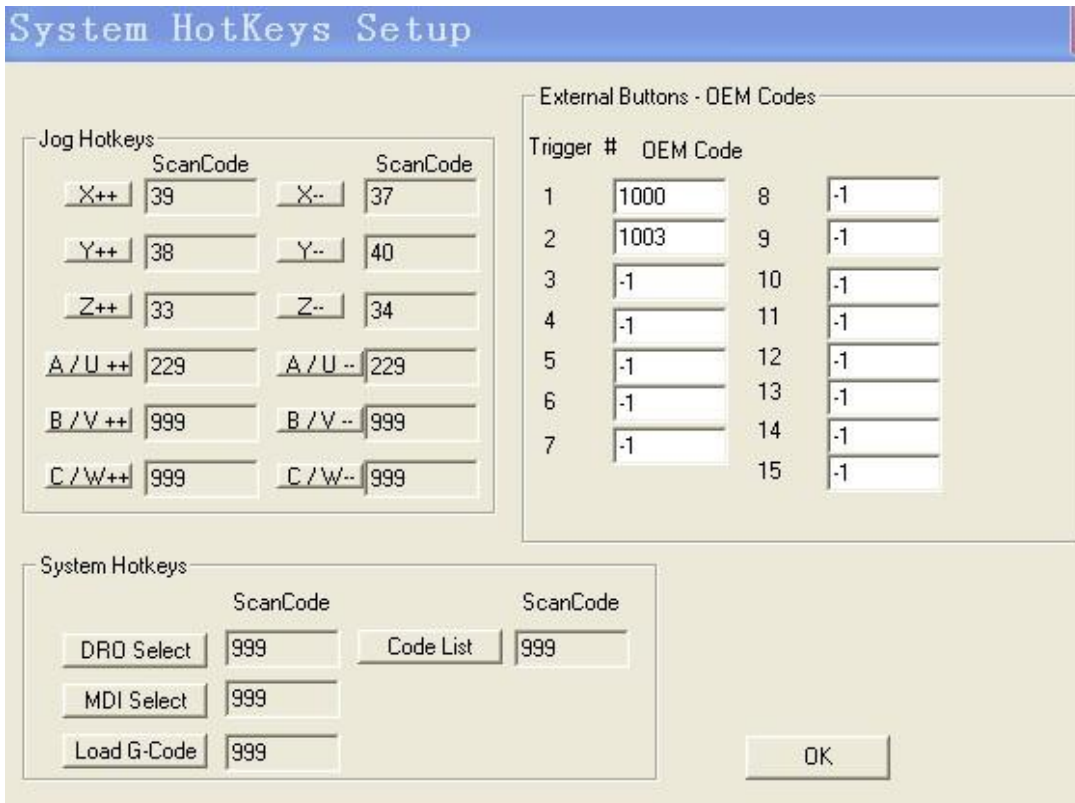 System HotKeys Setup
Jog Hotkeys
ScanCode ScanCode
X++ 39 X-- 37
Y++ 38 Y-- 40
Z++ 33 Z-- 34
A / U ++ 229 A / U -- 229
B / V ++ 999 B / V -- 999
C / W++ 999 C / W-- 999
External Buttons - OEM Codes
Trigger # OEM Code
1 1000 8 -1
2 1003 9 -1
3 -1 10 -1
4 -1 11 -1
5 -1 12 -1
6 -1 13 -1
7 -1 14 -1
15 -1
System Hotkeys
ScanCode ScanCode
DRO Select 999 Code List 999
MDI Select 999
Load G-Code 999
OK